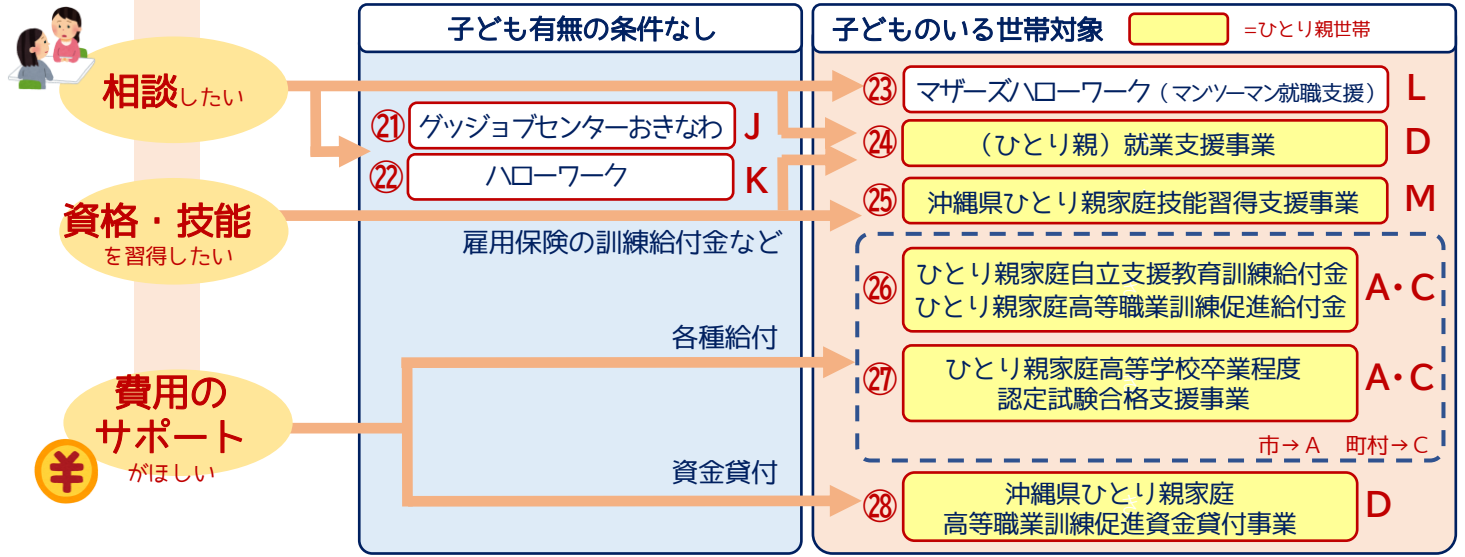 子ども有無の条件なし
子どものいる世帯対象
=ひとり親世帯
相談したい
㉑ グッジョブセンターおきなわ J
㉒ ハローワーク K
㉓ マザーズハローワーク（マンツーマン就職支援） L
㉔ （ひとり親）就業支援事業 D
資格・技能
を習得したい
㉕ 沖縄県ひとり親家庭技能習得支援事業 M
雇用保険の訓練給付金など
㉖ ひとり親家庭自立支援教育訓練給付金
ひとり親家庭高等職業訓練促進給付金
A・C
費用の
サポート
がほしい
¥
各種給付
㉗ ひとり親家庭高等学校卒業程度
認定試験合格支援事業
A・C
市→A 町村→C
資金貸付
㉘ 沖縄県ひとり親家庭
高等職業訓練促進資金貸付事業
D